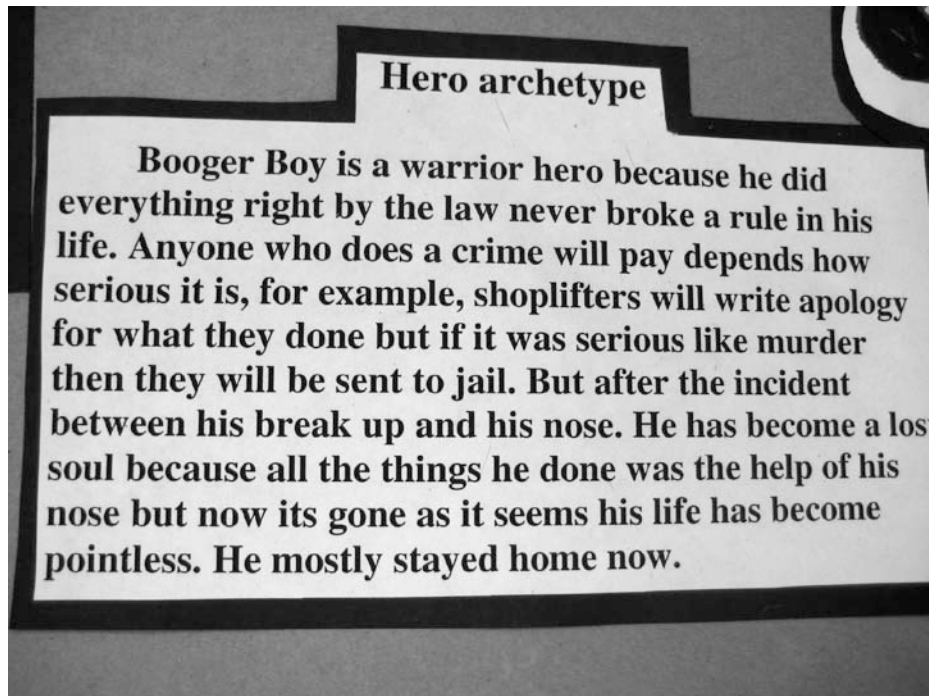 Hero archetype
Booger Boy is a warrior hero because he did
everything right by the law never broke a rule in his
life. Anyone who does a crime will pay depends how
serious it is, for example, shoplifters will write apology
for what they done but if it was serious like murder
then they will be sent to jail. But after the incident
between his break up and his nose. He has become a los
soul because all the things he done was the help of his
nose but now its gone as it seems his life has become
pointless. He mostly stayed home now.